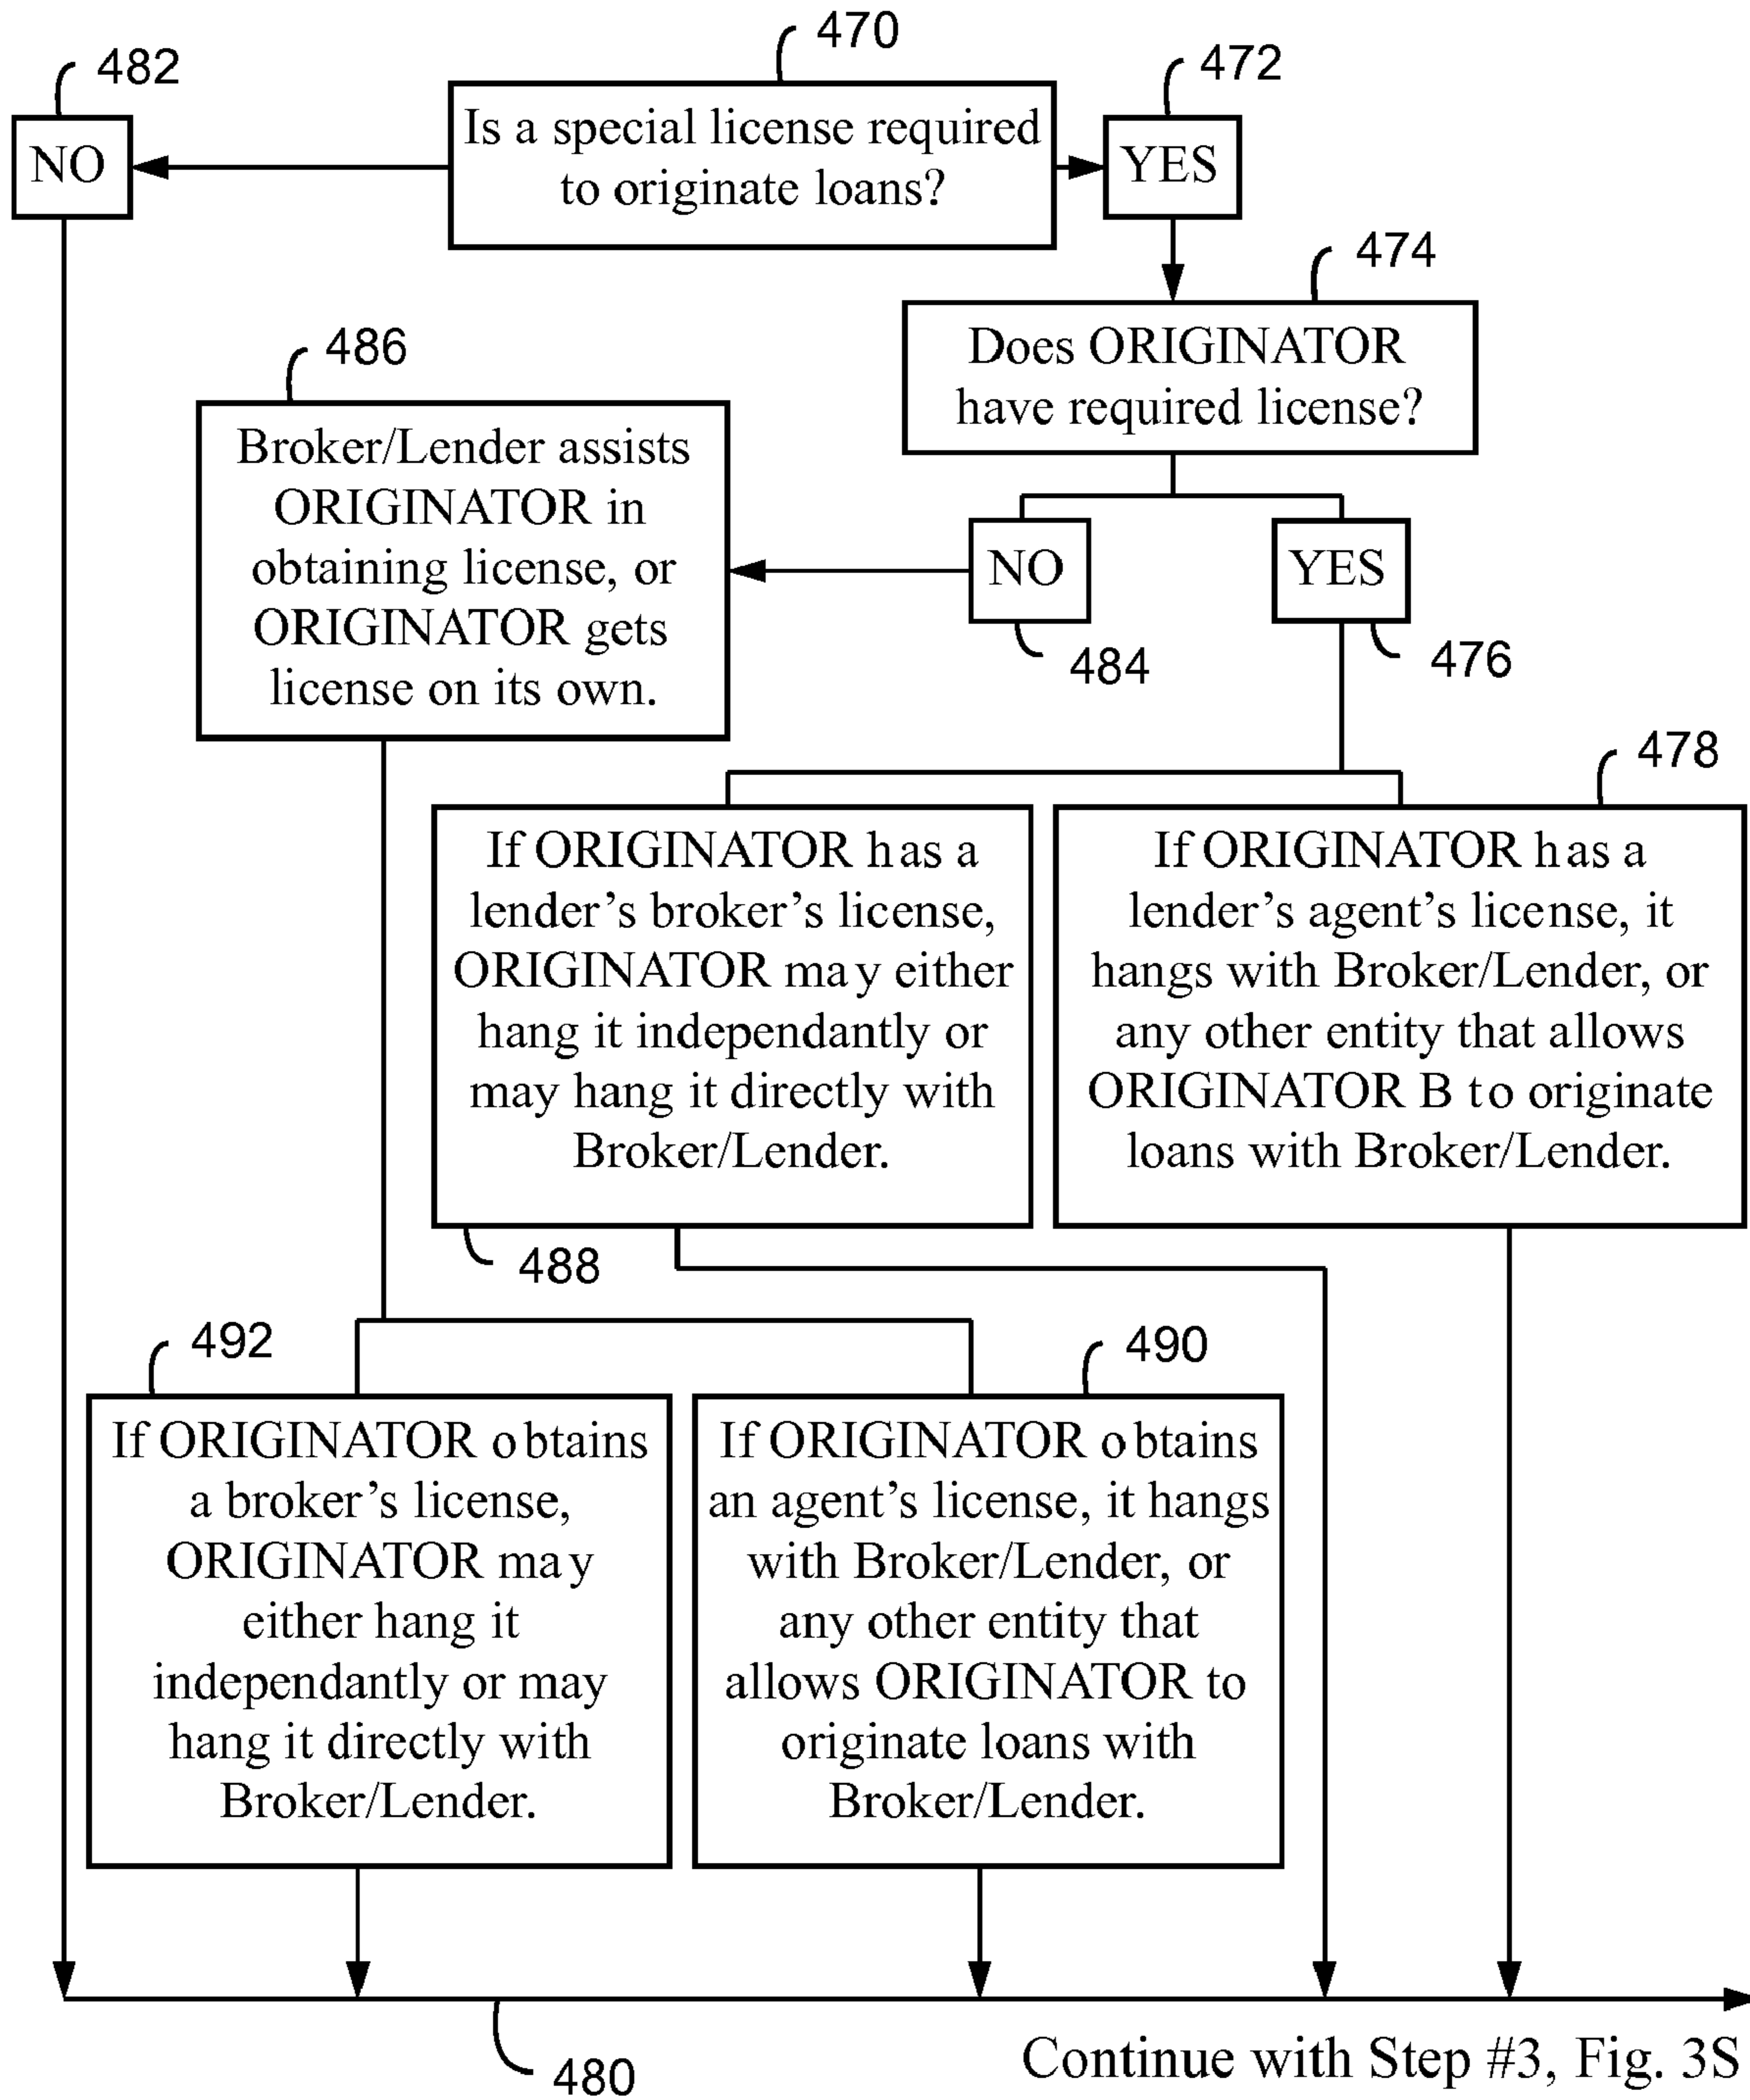 470
482
472
Is a special license required
to originate loans?
NO
YES
474
Does ORIGINATOR
have required license?
486
Broker/Lender assists
ORIGINATOR in
obtaining license, or
ORIGINATOR gets
license on its own.
NO
YES
484
476
478
If ORIGINATOR has a
lender’s broker’s license,
ORIGINATOR may either
hang it independantly or
may hang it directly with
Broker/Lender.
If ORIGINATOR has a
lender’s agent’s license, it
hangs with Broker/Lender, or
any other entity that allows
ORIGINATOR B to originate
loans with Broker/Lender.
488
492
490
If ORIGINATOR obtains
a broker’s license,
ORIGINATOR may
either hang it
independantly or may
hang it directly with
Broker/Lender.
If ORIGINATOR obtains
an agent’s license, it hangs
with Broker/Lender, or
any other entity that
allows ORIGINATOR to
originate loans with
Broker/Lender.
480
Continue with Step #3, Fig. 3S